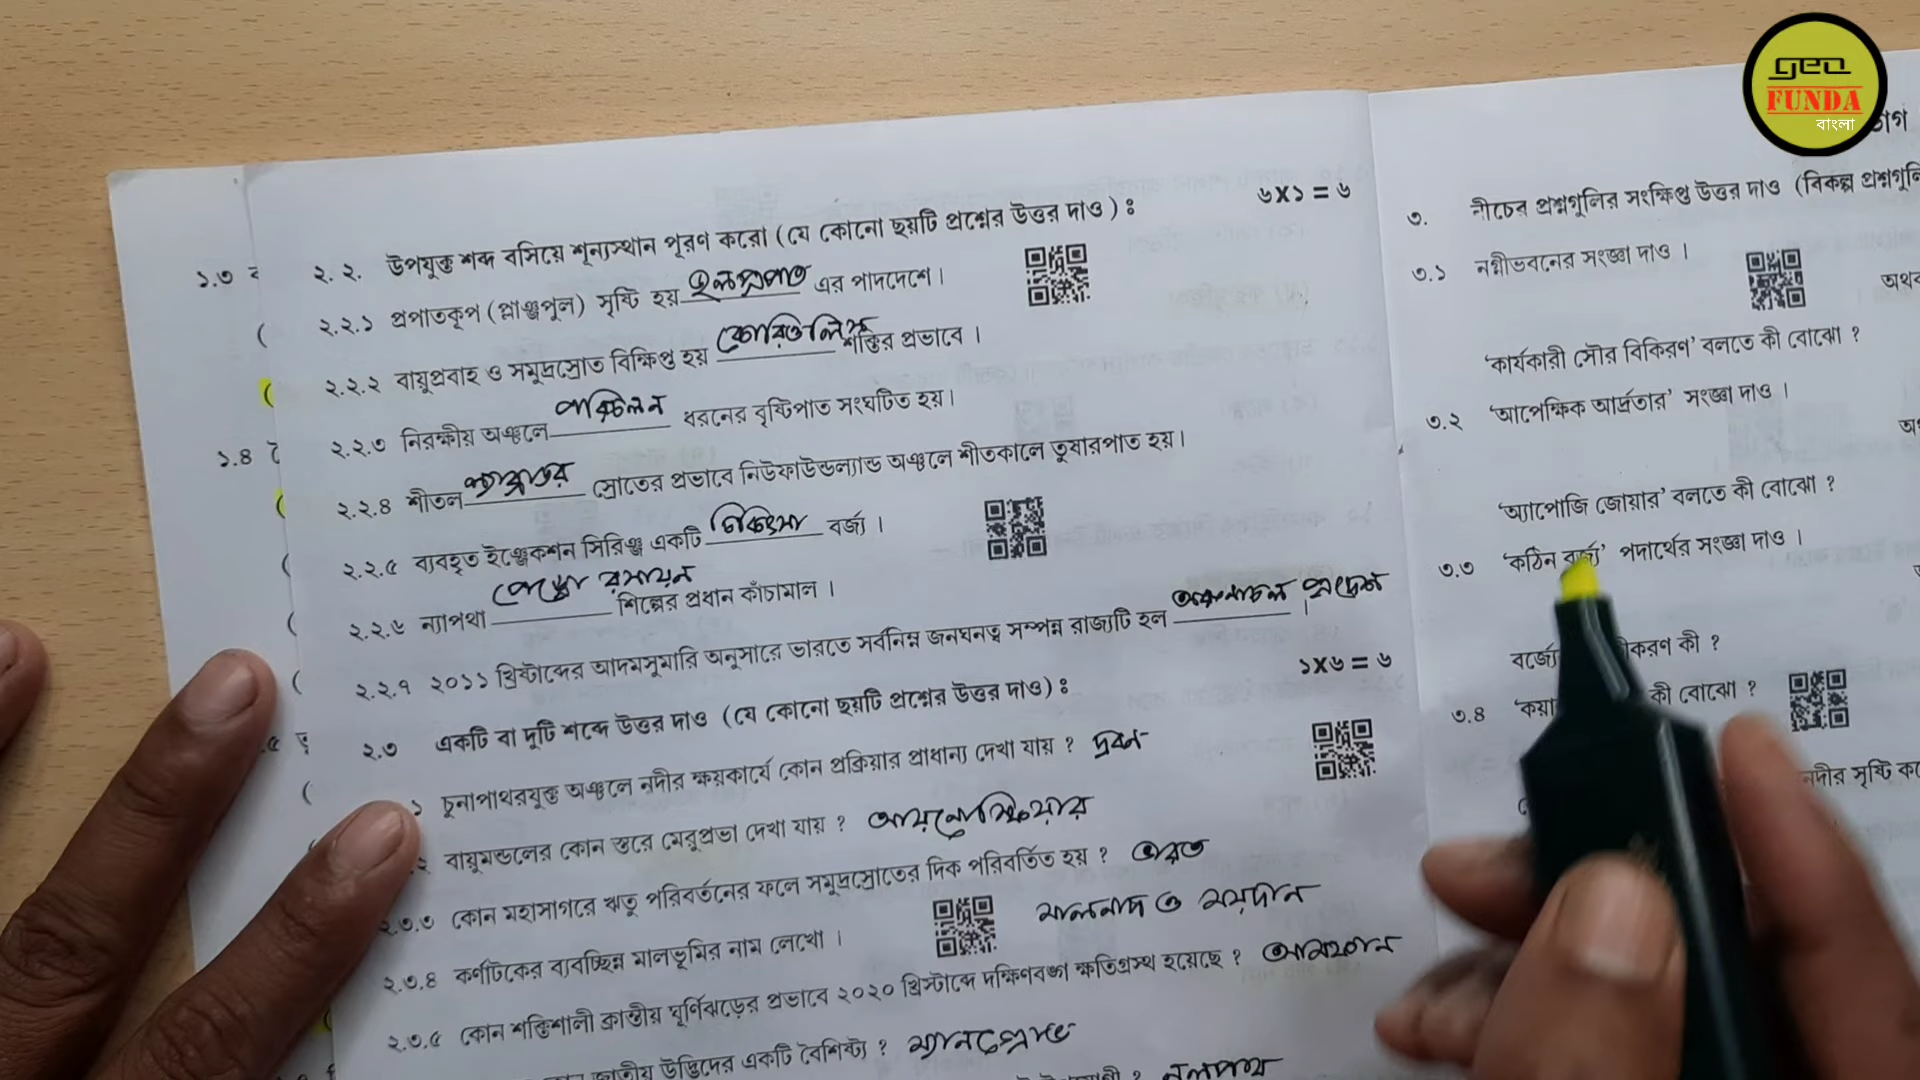 geo
FUNDA
বাংলা
১.৩
২. ২. উপযুক্ত শব্দ বসিয়ে শূন্যস্থান পূরণ করো (যে কোনো ছয়টি প্রশ্নের উত্তর দাও) ঃ ৬X১ = ৬
২.২.১ প্রপাতকূপ (প্লাঞ্জপুল) সৃষ্টি হয় জলপ্রপাত এর পাদদেশে।
২.২.২ বায়ুপ্রবাহ ও সমুদ্রস্রোত বিক্ষিপ্ত হয় কোরিওলিস শক্তির প্রভাবে ।
২.২.৩ নিরক্ষীয় অঞ্চলে পরিচলন ধরনের বৃষ্টিপাত সংঘটিত হয়।
১.৪
২.২.৪ শীতল ল্যাব্রাডর স্রোতের প্রভাবে নিউফাউন্ডল্যান্ড অঞ্চলে শীতকালে তুষারপাত হয়।
২.২.৫ ব্যবহৃত ইঞ্জেকশন সিরিঞ্জ একটি চিকিৎসা বর্জ্য ।
২.২.৬ ন্যাপথা পেট্রো রসায়ন শিল্পের প্রধান কাঁচামাল ।
২.২.৭ ২০১১ খ্রিস্টাব্দের আদমসুমারি অনুসারে ভারতে সর্বনিম্ন জনঘনত্ব সম্পন্ন রাজ্যটি হল অরুণাচল প্রদেশ ।
২.৩ একটি বা দুটি শব্দে উত্তর দাও (যে কোনো ছয়টি প্রশ্নের উত্তর দাও) ঃ ১X৬ = ৬
১ চুনাপাথরযুক্ত অঞ্চলে নদীর ক্ষয়কার্যে কোন প্রক্রিয়ার প্রাধান্য দেখা যায় ? দ্রবণ
২ বায়ুমন্ডলের কোন স্তরে মেরুপ্রভা দেখা যায় ? আয়নোস্ফিয়ার
২.৩.৩ কোন মহাসাগরে ঋতু পরিবর্তনের ফলে সমুদ্রস্রোতের দিক পরিবর্তিত হয় ? ভারত
২.৩.৪ কর্ণাটকের ব্যবচ্ছিন্ন মালভূমির নাম লেখো । মালনাদ ও ময়দান
২.৩.৫ কোন শক্তিশালী ক্রান্তীয় ঘূর্ণিঝড়ের প্রভাবে ২০২০ খ্রিস্টাব্দে দক্ষিণবঙ্গ ক্ষতিগ্রস্থ হয়েছে ? আমফান
জাতীয় উদ্ভিদের একটি বৈশিষ্ট্য ? ম্যানগ্রোভ
? নলপথ
৩. নীচের প্রশ্নগুলির সংক্ষিপ্ত উত্তর দাও (বিকল্প
৩.১ নগ্নীভবনের সংজ্ঞা দাও ।
‘কার্যকারী সৌর বিকিরণ’ বলতে কী বোঝো ?
৩.২ ‘আপেক্ষিক আর্দ্রতার’ সংজ্ঞা দাও ।
‘অ্যাপোজি জোয়ার’ বলতে কী বোঝো ?
৩.৩ ‘কঠিন বর্জ্য’ পদার্থের সংজ্ঞা দাও ।
কী ?
৩.৪ কী বোঝো ?
নদীর সৃষ্টি